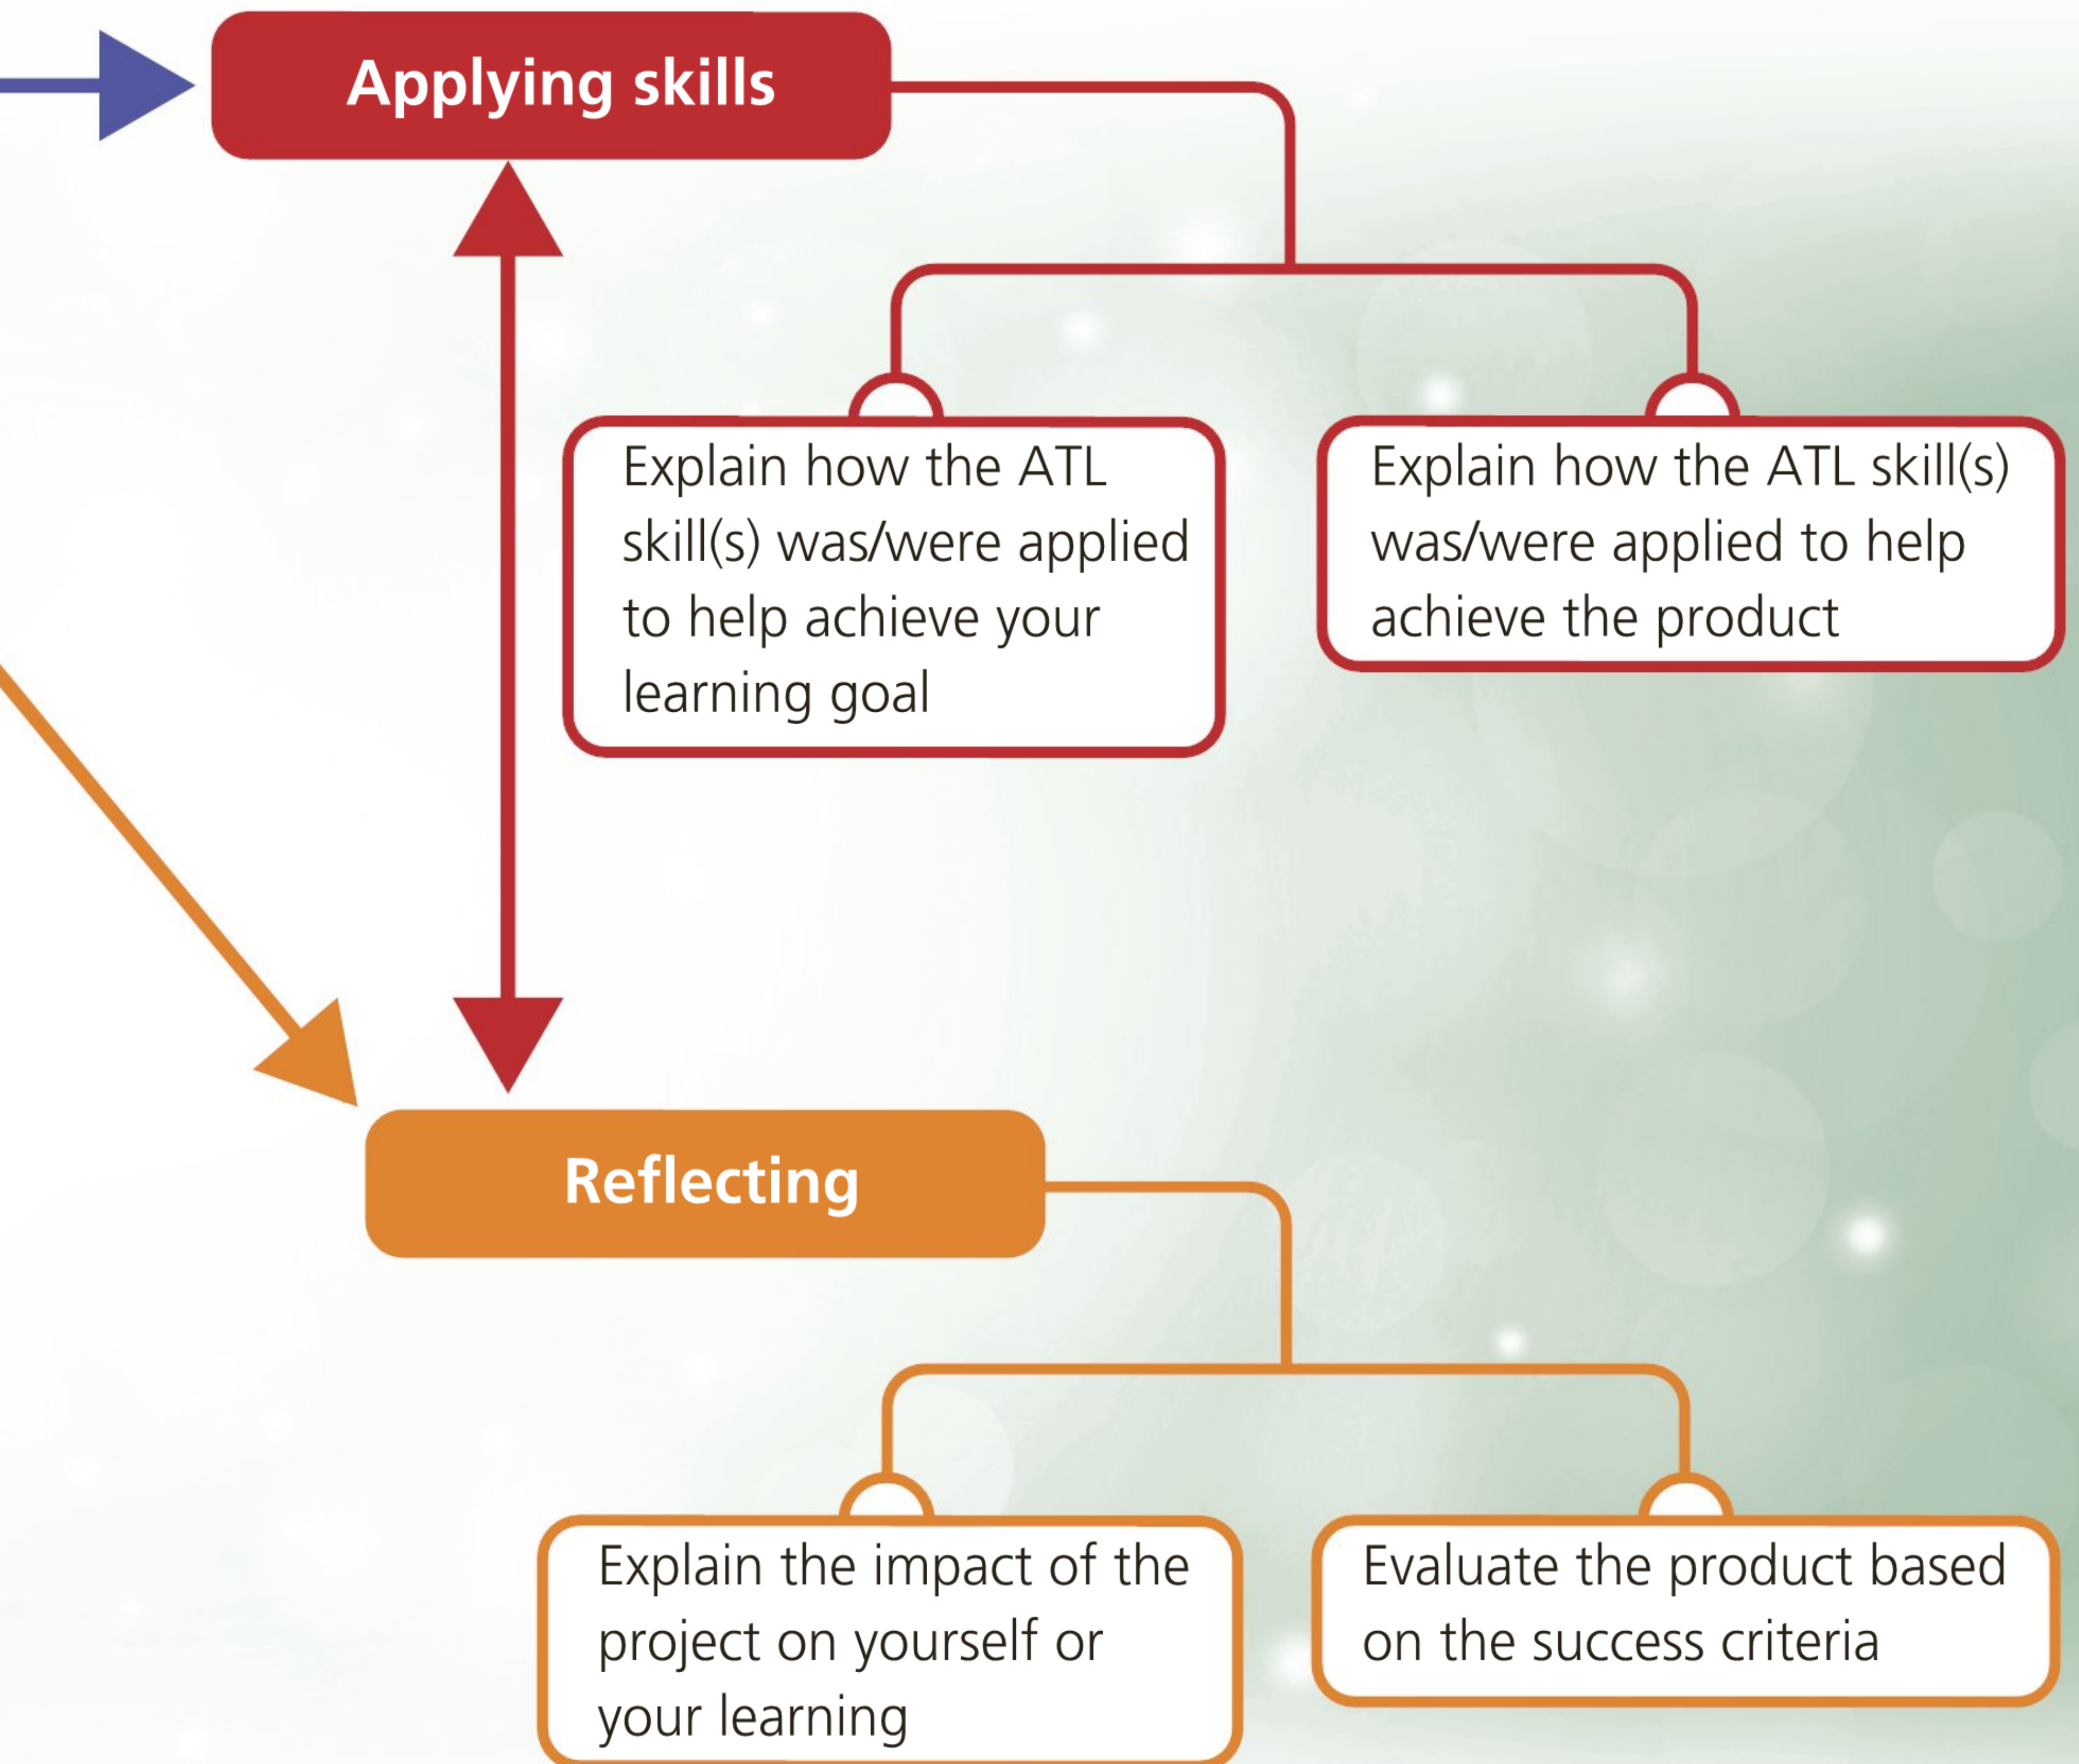 Applying skills
Explain how the ATL
skill(s) was/were applied
to help achieve your
learning goal
Explain how the ATL skill(s)
was/were applied to help
achieve the product
Reflecting
Explain the impact of the
project on yourself or
your learning
Evaluate the product based
on the success criteria